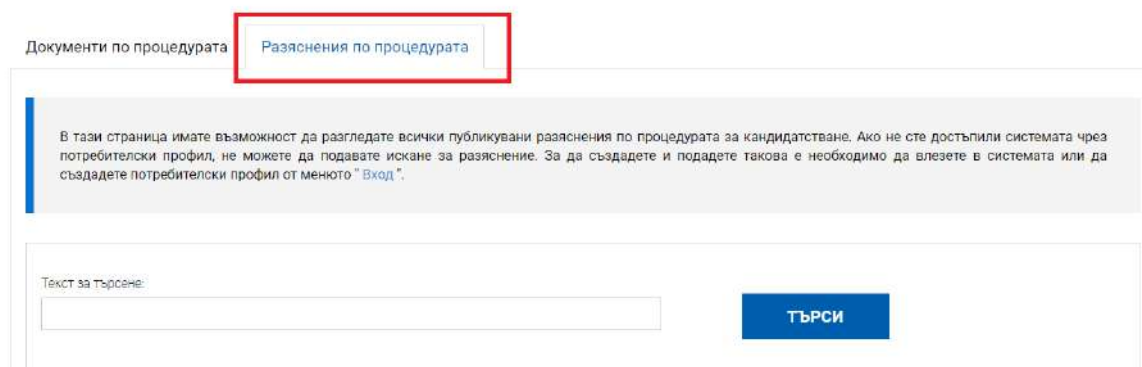 Документи по процедурата Разяснения по процедурата
В тази страница имате възможност да разгледате всички публикувани разяснения по процедурата за кандидатстване. Ако не сте достъпили системата чрез
потребителски профил, не можете да подавате искане за разяснение. За да създадете и подадете такова е необходимо да влезете в системата или да
създадете потребителски профил от менюто " Вход ".
Текст за търсене:
ТЪРСИ